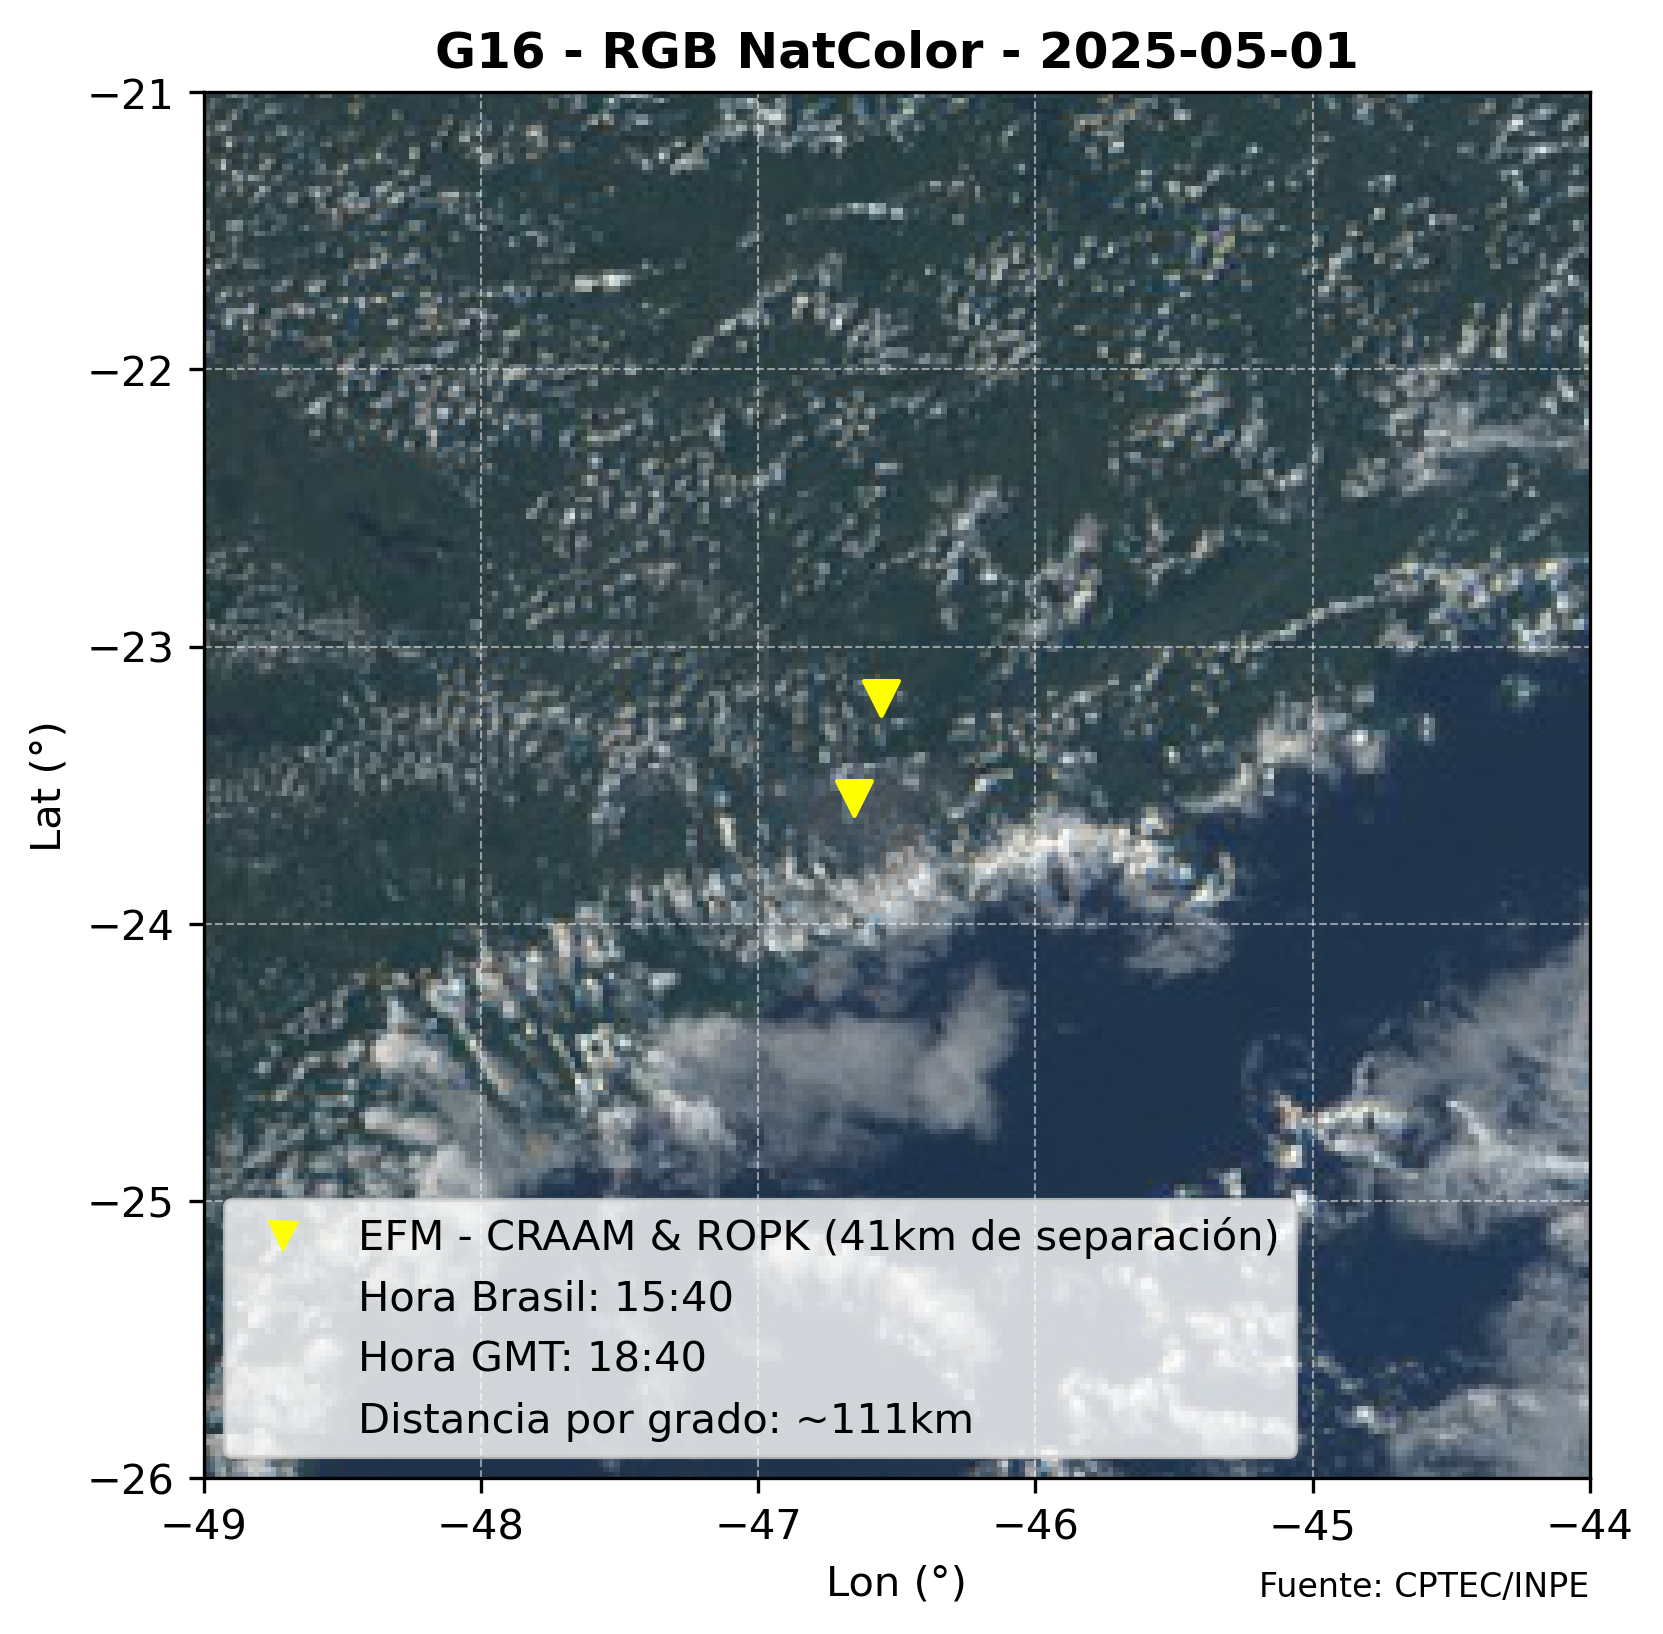 G16 - RGB NatColor - 2025-05-01
−21
−22
−23
−24
−25
−26
Lat (°)
EFM - CRAAM & ROPK (41km de separación)
Hora Brasil: 15:40
Hora GMT: 18:40
Distancia por grado: ~111km
−49 −48 −47 −46 −45 −44
Lon (°)
Fuente: CPTEC/INPE